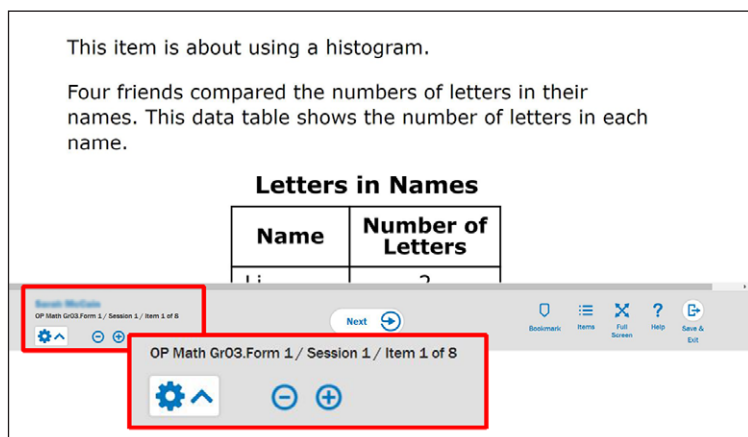 This item is about using a histogram.
Four friends compared the numbers of letters in their
names. This data table shows the number of letters in each
name.
Letters in Names
Name
Number of
Letters
Li
2
OP Math Gr03.Form 1 / Session 1 / Item 1 of 8
Next
Bookmark
Items
Full
Screen
Help
Save &
Exit
OP Math Gr03.Form 1 / Session 1 / Item 1 of 8